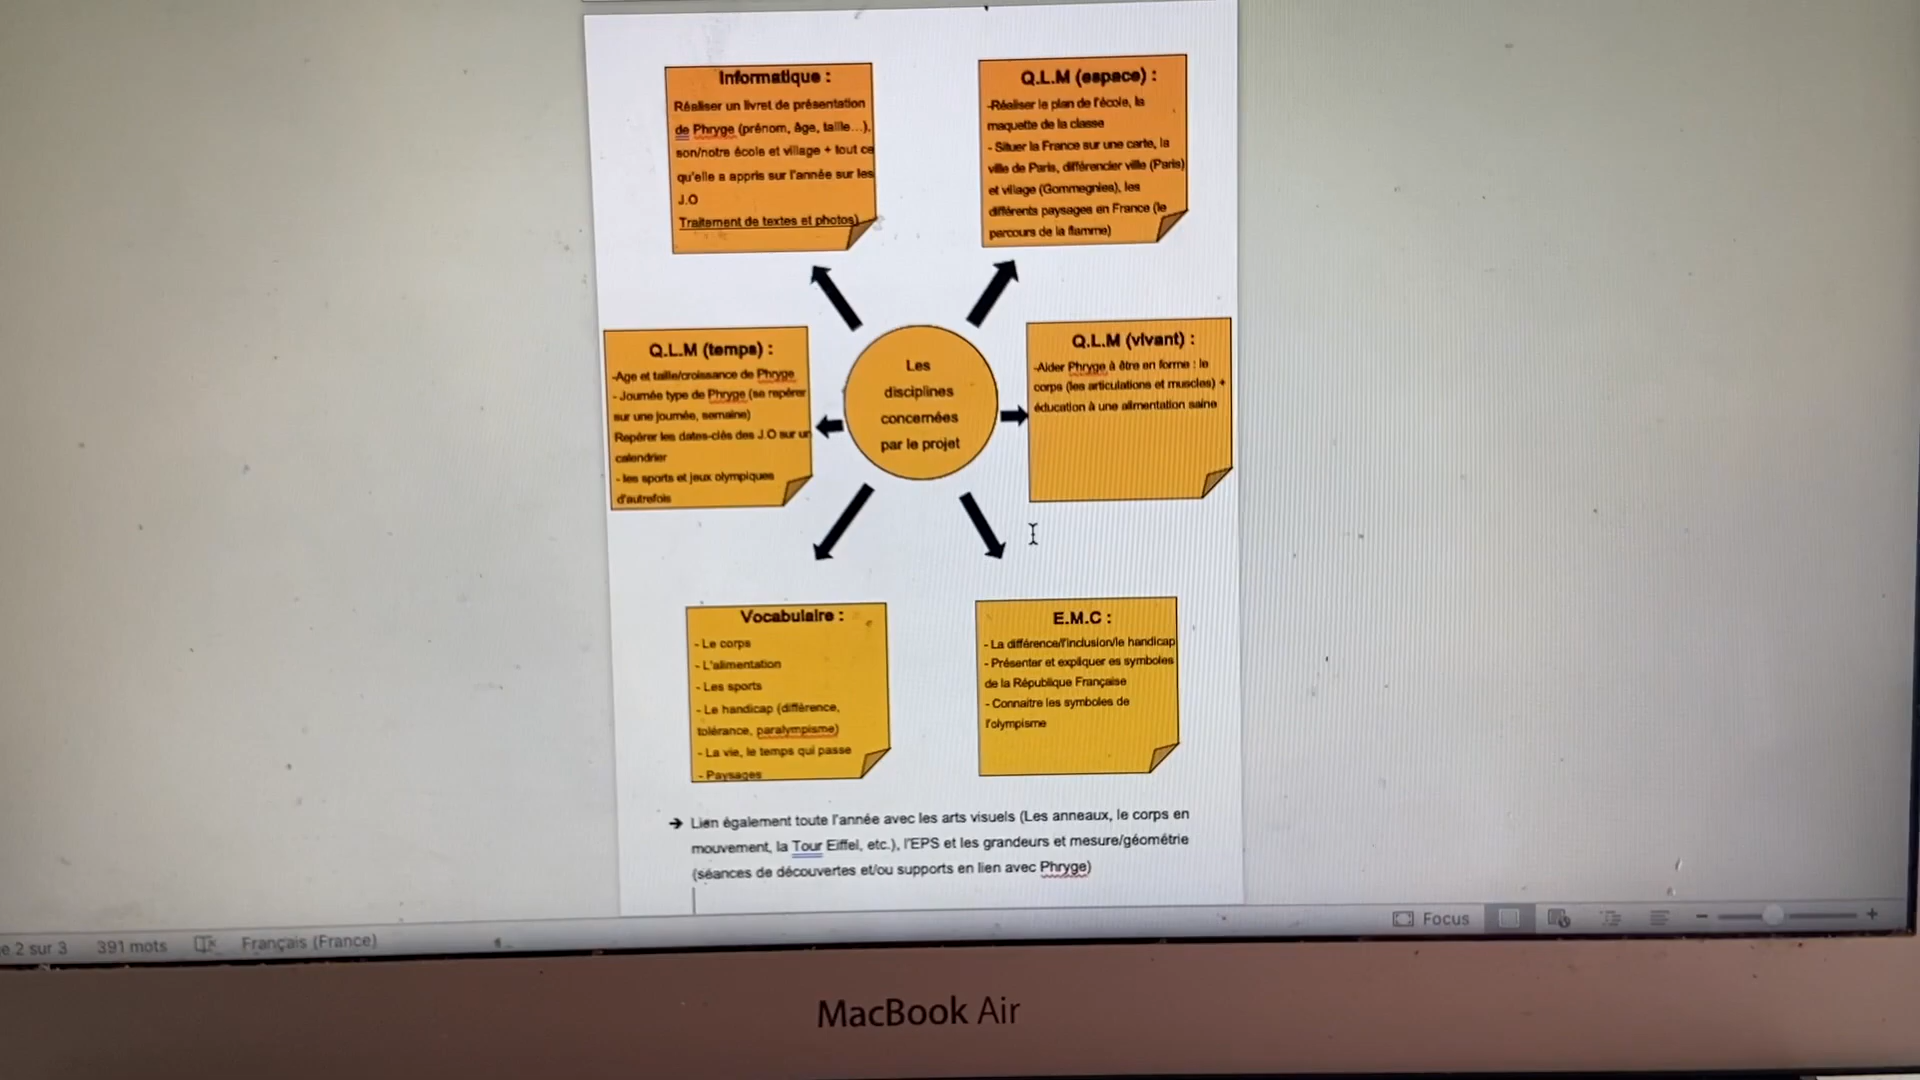 Informatique :
Réaliser un livret de présentation
de Phryge (prénom, âge, taille...),
son/notre école et village + tout ce
qu'elle a appris sur l'année sur les
J.O
Traitement de textes et photos)
Q.L.M (espace) :
-Réaliser le plan de l'école, la
maquette de la classe
- Situer la France sur une carte, la
ville de Paris, différencier ville (Paris)
et village (Gommegnies), les
différents paysages en France (le
parcours de la flamme)
Q.L.M (temps) :
-Age et taille/croissance de Phryge
- Journée type de Phryge (se repérer
sur une journée, semaine)
Repérer les dates-clés des J.O sur un
calendrier
- les sports et jeux olympiques
d'autrefois
Les
disciplines
concernées
par le projet
Q.L.M (vivant) :
-Aider Phryge à être en forme : le
corps (les articulations et muscles) +
éducation à une alimentation saine
Vocabulaire :
- Le corps
- L'alimentation
- Les sports
- Le handicap (différence,
tolérance, paralympisme)
- La vie, le temps qui passe
- Paysages
E.M.C :
- La différence/l'inclusion/le handicap
- Présenter et expliquer es symboles
de la République Française
- Connaitre les symboles de
l'olympisme
➔ Lien également toute l'année avec les arts visuels (Les anneaux, le corps en
mouvement, la Tour Eiffel, etc.), l'EPS et les grandeurs et mesure/géométrie
(séances de découvertes et/ou supports en lien avec Phryge)
e 2 sur 3 391 mots Français (France) Focus
MacBook Air